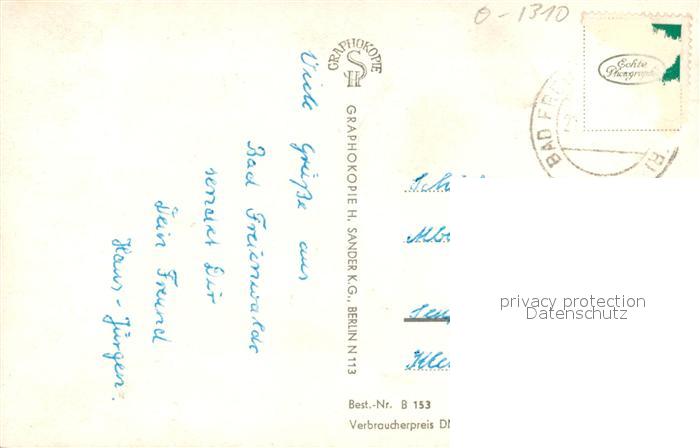 O-1310
Echte
Photographie
BAD FREI
GRAPHOKOPIE
H S
GRAPHOKOPIE H. SANDER K.G., BERLIN N 113
Viele Grüße aus
Bad Freienwalde
sendet Dir
Dein Freund
Hans-Jürgen.
privacy protection
Datenschutz
Best.-Nr. B 153
Verbraucherpreis DM